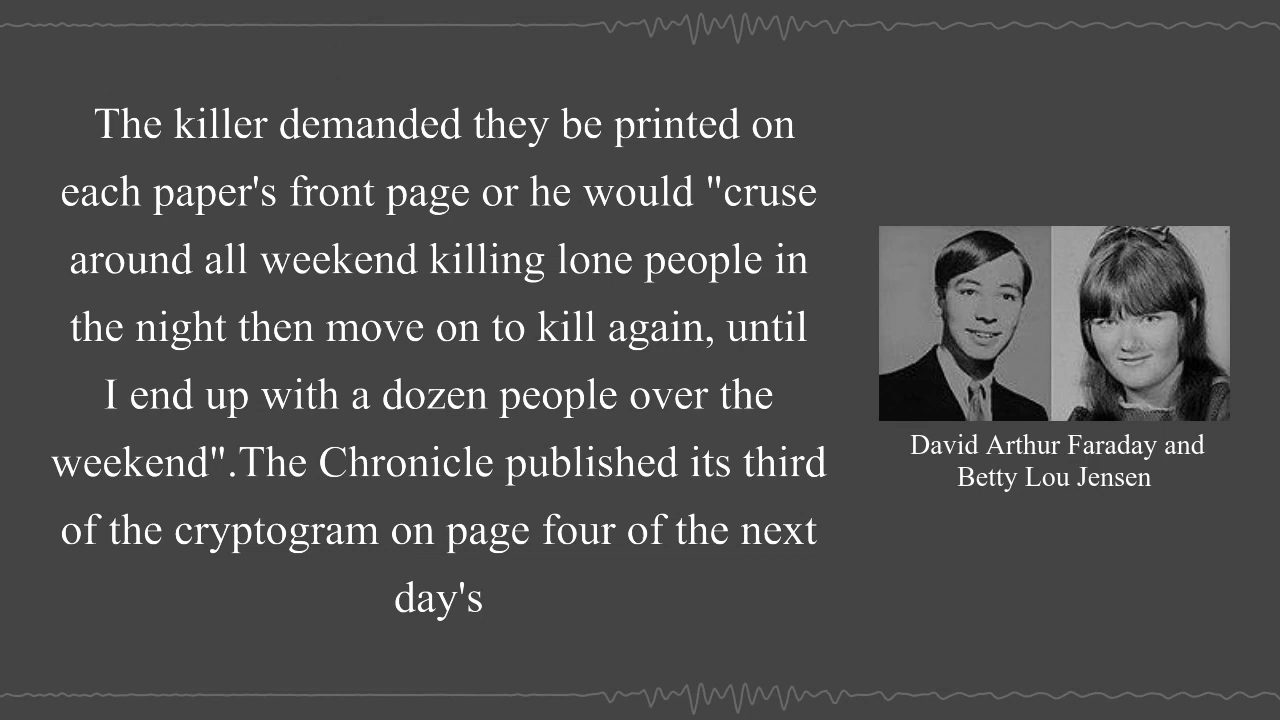 The killer demanded they be printed on
each paper's front page or he would "cruse
around all weekend killing lone people in
the night then move on to kill again, until
I end up with a dozen people over the
weekend".The Chronicle published its third
of the cryptogram on page four of the next
day's
David Arthur Faraday and
Betty Lou Jensen